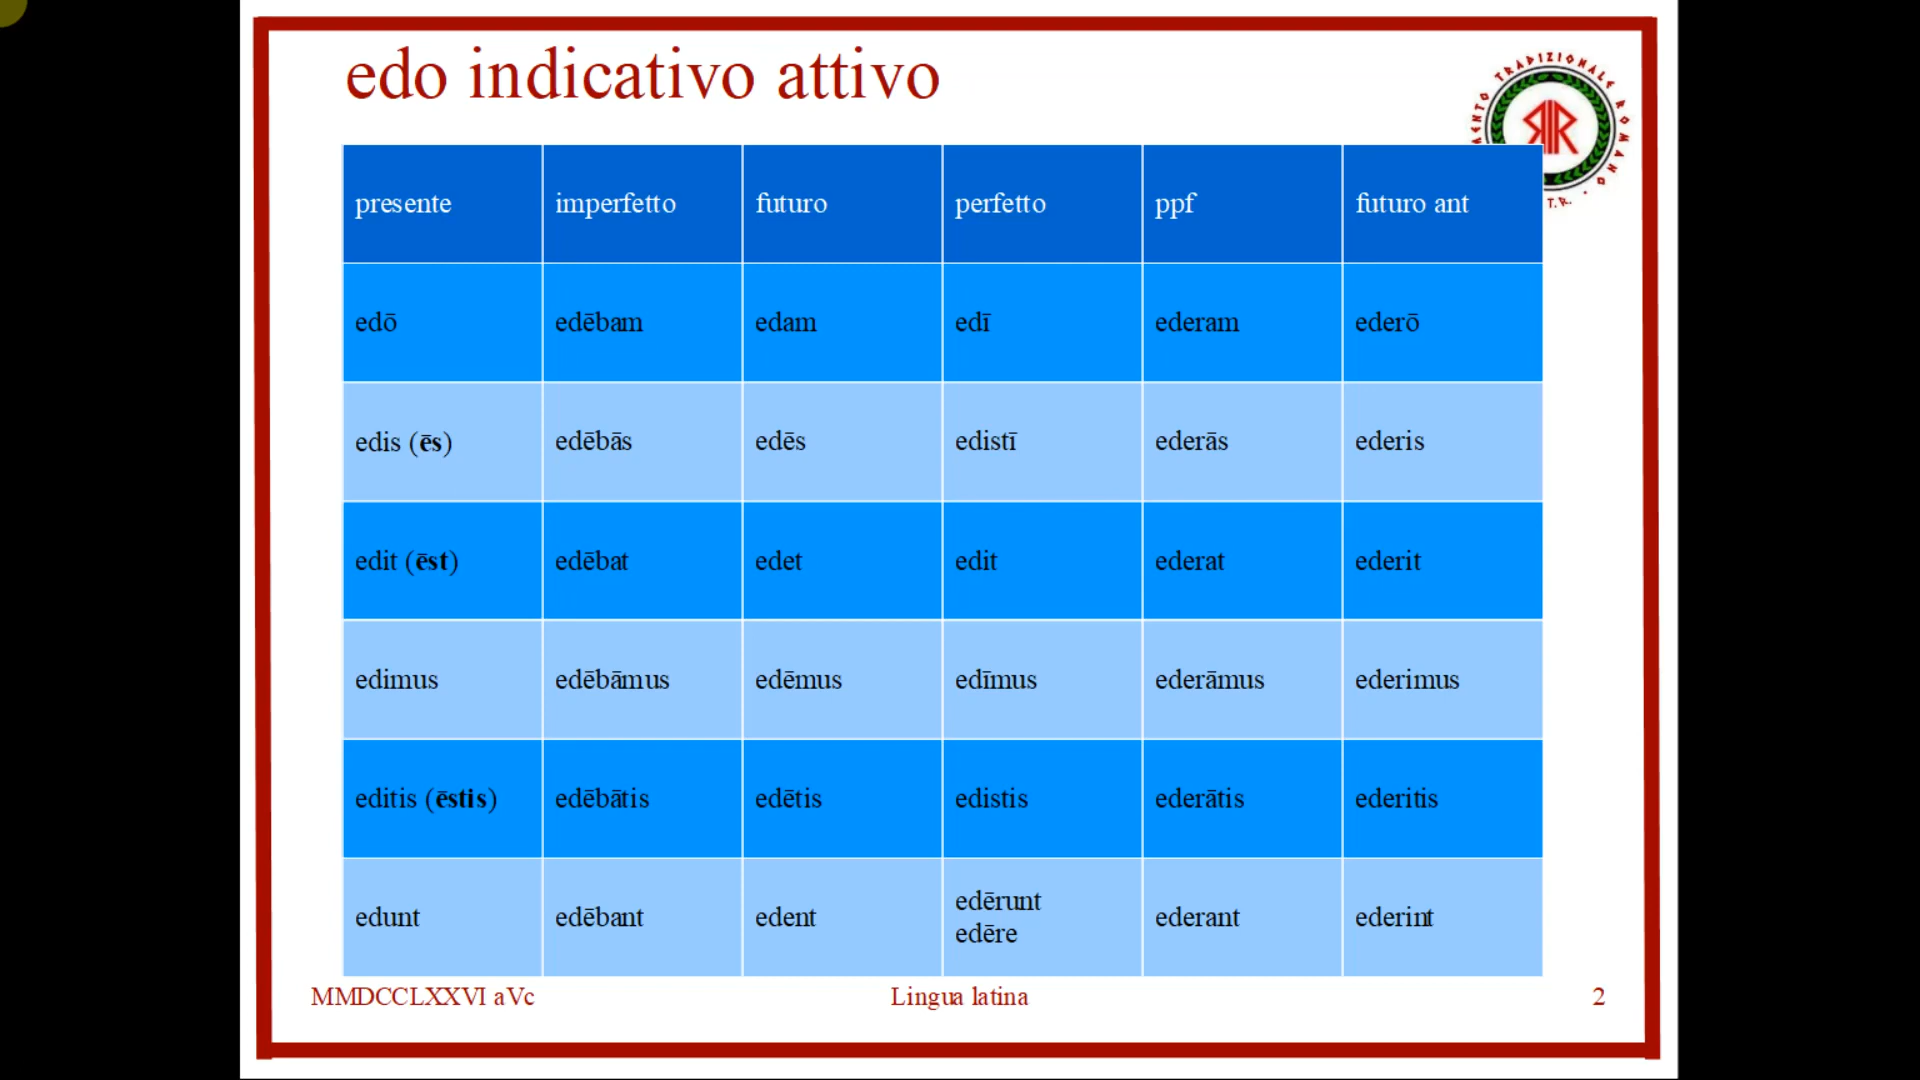 edo indicativo attivo
TRADIZIONALE ROMANO
T.R.
presente imperfetto futuro perfetto ppf futuro ant
edō edēbam edam edī ederam ederō
edis (ēs) edēbās edēs edistī ederās ederis
edit (ēst) edēbat edet edit ederat ederit
edimus edēbāmus edēmus edīmus ederāmus ederimus
editis (ēstis) edēbātis edētis edistis ederātis ederitis
edunt edēbant edent edērunt edēre ederant ederint
MMDCCLXXVI aVc Lingua latina 2